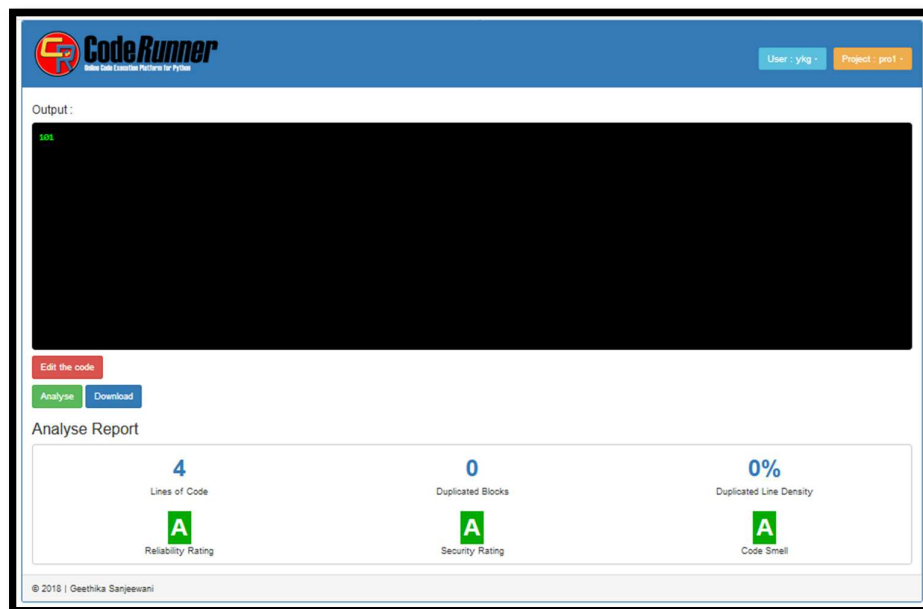 CR CodeRunner
Online Code Execution Platform for Python
User : ykg
Project : pro1
Output :
101
Edit the code
Analyse Download
Analyse Report
4 0 0%
Lines of Code Duplicated Blocks Duplicated Line Density
A A A
Reliability Rating Security Rating Code Smell
© 2018 | Geethika Sanjeewani